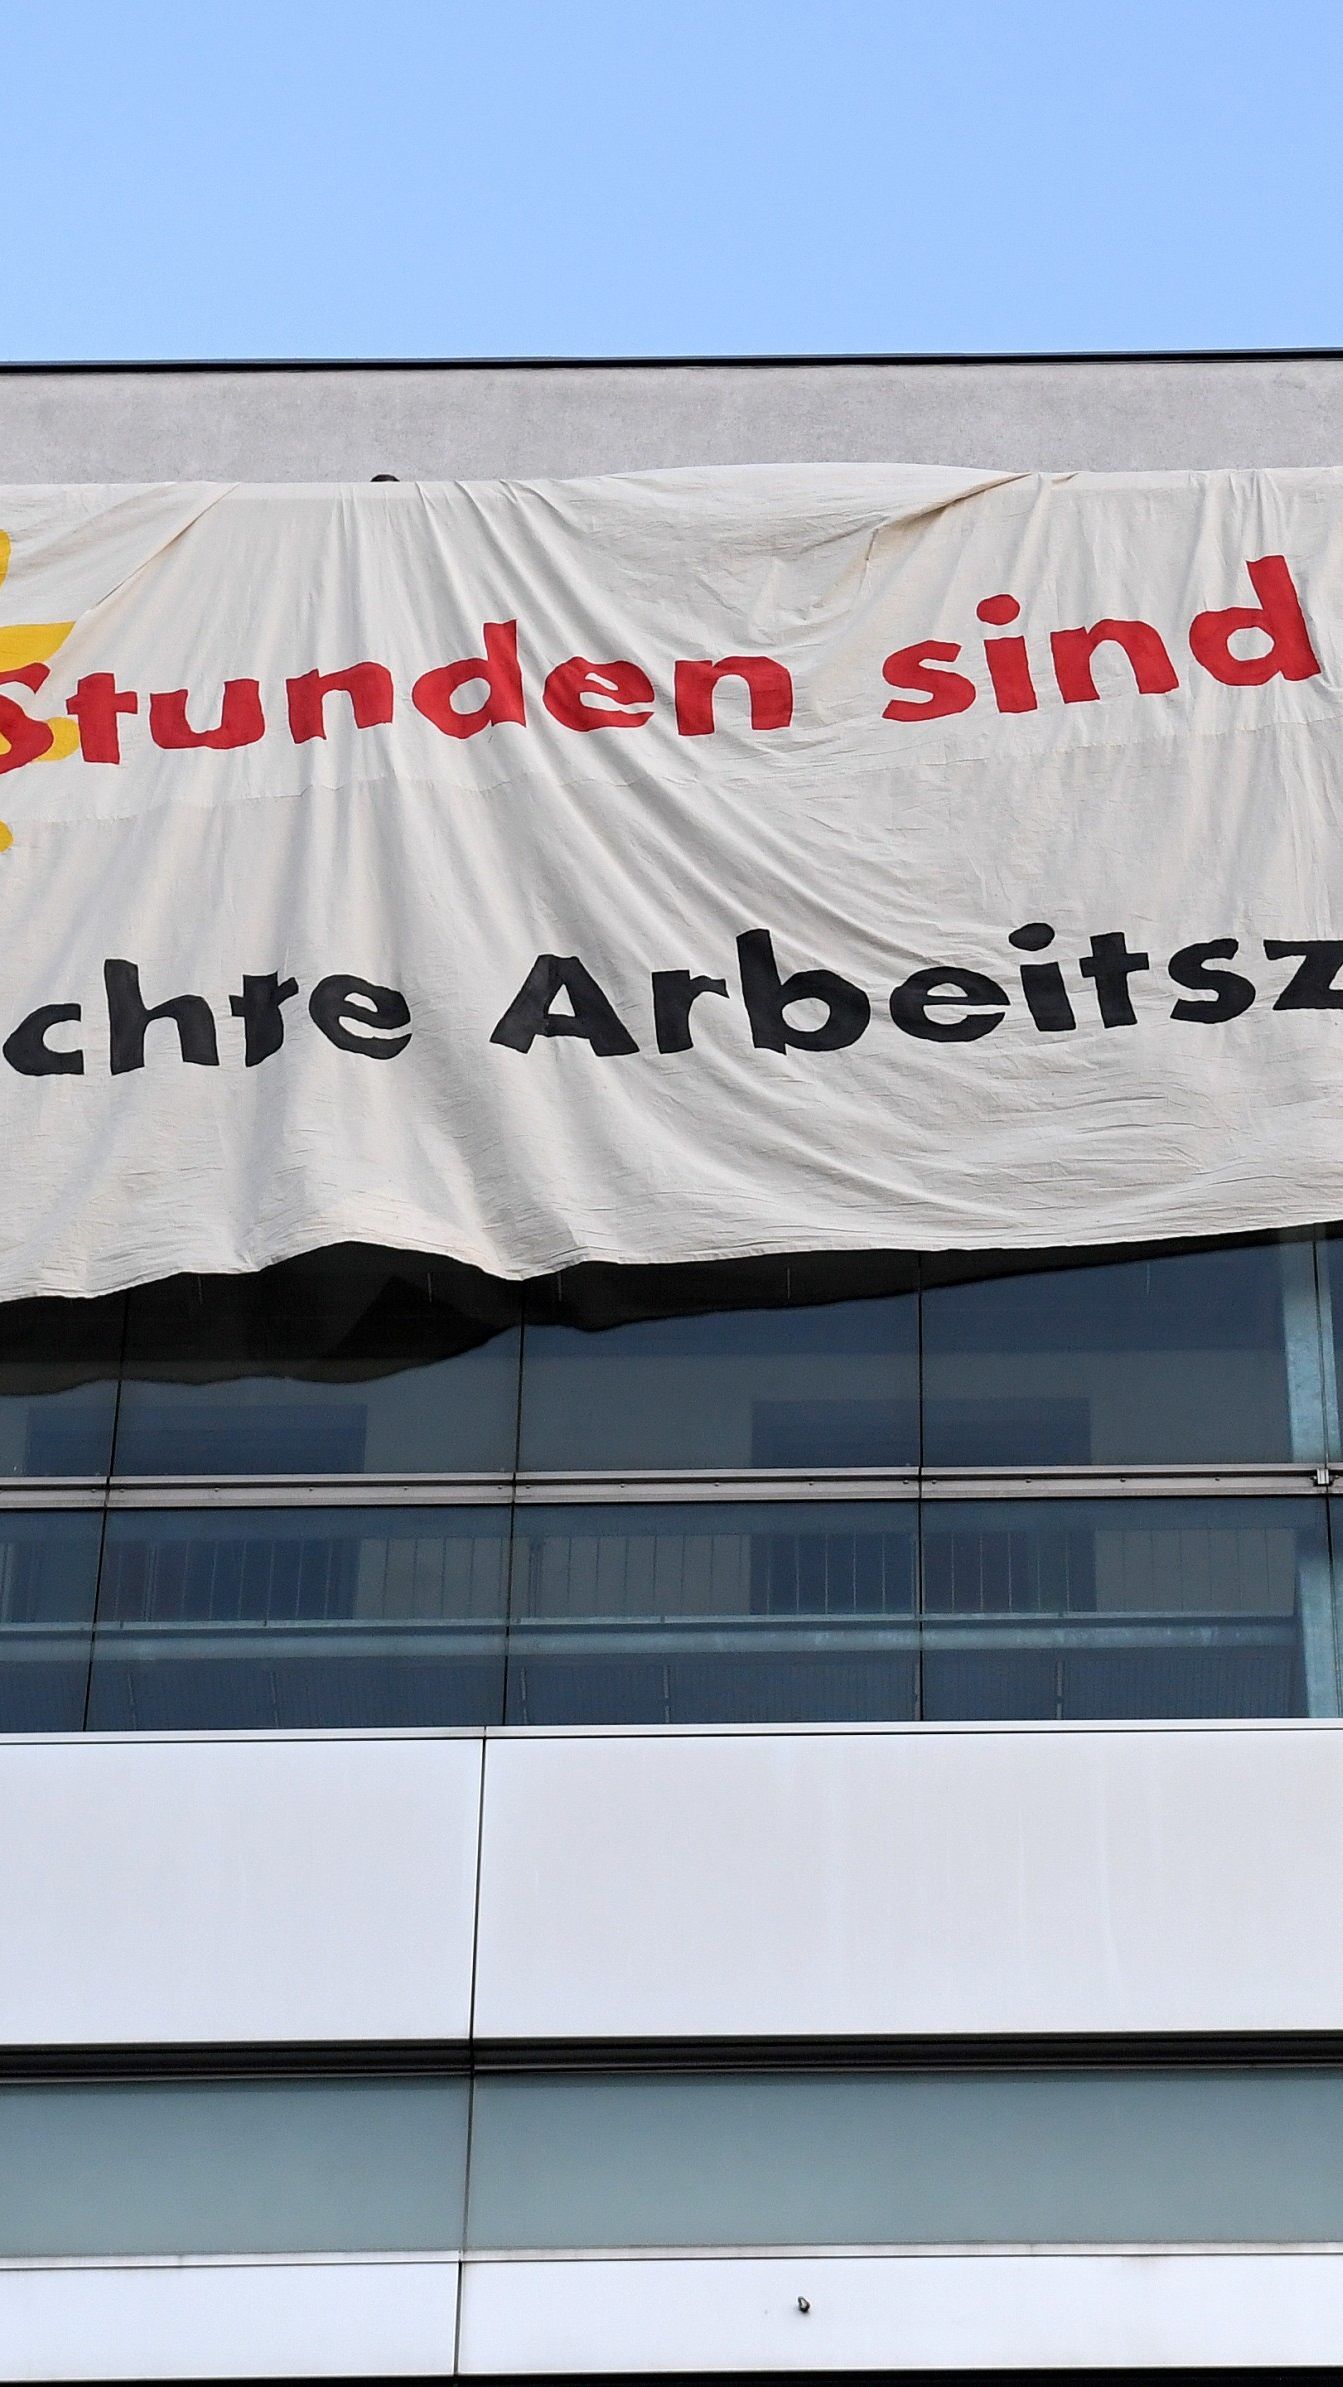 Stunden sind
chte Arbeitsz